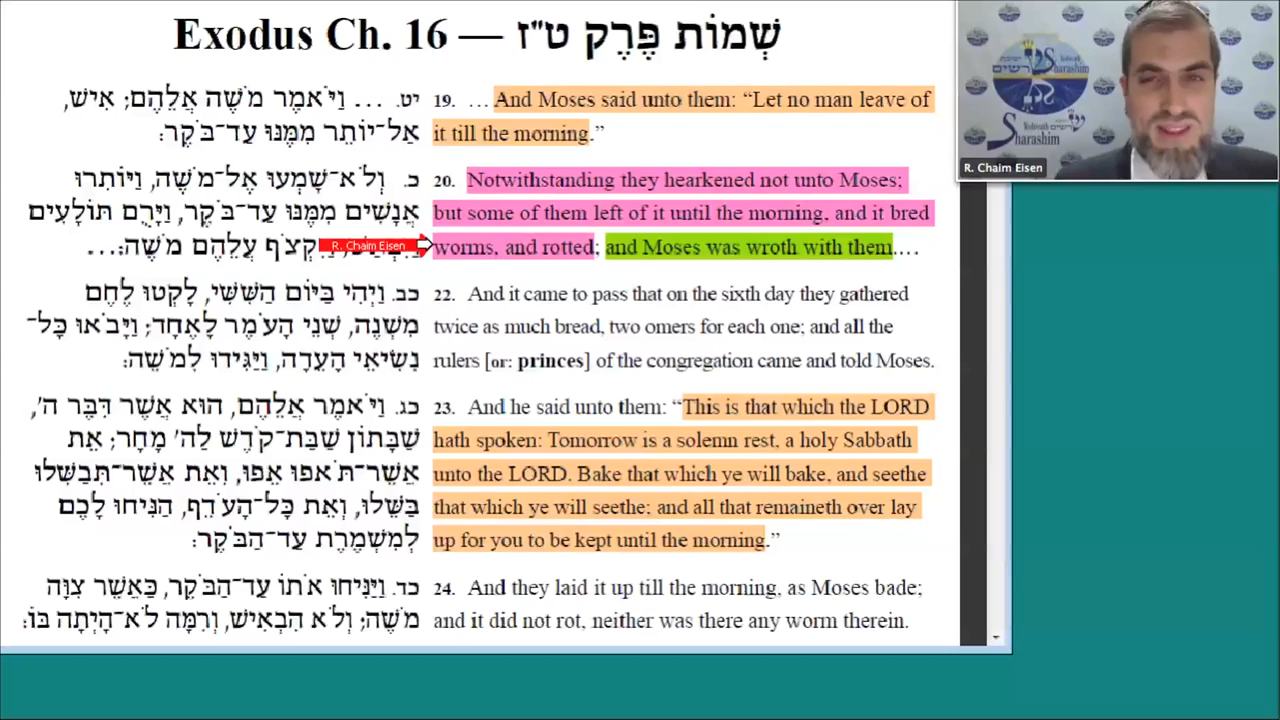 Exodus Ch. 16 — שְׁמוֹת פֶּרֶק ט"ז
19. … And Moses said unto them: “Let no man leave of
it till the morning.”
יט. … וַיֹּאמֶר מֹשֶׁה אֲלֵהֶם; אִישׁ,
אַל־יוֹתֵר מִמֶּנּוּ עַד־בֹּקֶר:
20. Notwithstanding they hearkened not unto Moses;
but some of them left of it until the morning, and it bred
worms, and rotted; and Moses was wroth with them….
כ. וְלֹא־שָׁמְעוּ אֶל־מֹשֶׁה, וַיּוֹתִרוּ
אֲנָשִׁים מִמֶּנּוּ עַד־בֹּקֶר, וַיָּרֻם תּוֹלָעִים
עֲלֵהֶם מֹשֶׁה:…
R. Chaim Eisen
22. And it came to pass that on the sixth day they gathered
twice as much bread, two omers for each one; and all the
rulers [or: princes] of the congregation came and told Moses.
כב. וַיְהִי בַּיּוֹם הַשִּׁשִּׁי, לָקְטוּ לֶחֶם
מִשְׁנֶה, שְׁנֵי הָעֹמֶר לָאֶחָד; וַיָּבֹאוּ כָּל־
נְשִׂיאֵי הָעֵדָה, וַיַּגִּידוּ לְמֹשֶׁה:
23. And he said unto them: “This is that which the LORD
hath spoken: Tomorrow is a solemn rest, a holy Sabbath
unto the LORD. Bake that which ye will bake, and seethe
that which ye will seethe; and all that remaineth over lay
up for you to be kept until the morning.”
כג. וַיֹּאמֶר אֲלֵהֶם, הוּא אֲשֶׁר דִּבֶּר ה',
שַׁבָּתוֹן שַׁבַּת־קֹדֶשׁ לַה' מָחָר; אֵת
אֲשֶׁר־תֹּאפוּ אֵפוּ, וְאֵת אֲשֶׁר־תְּבַשְּׁלוּ
בַּשֵּׁלוּ, וְאֵת כָּל־הָעֹדֵף, הַנִּיחוּ לָכֶם
לְמִשְׁמֶרֶת עַד־הַבֹּקֶר:
24. And they laid it up till the morning, as Moses bade;
and it did not rot, neither was there any worm therein.
כד. וַיַּנִּיחוּ אֹתוֹ עַד־הַבֹּקֶר, כַּאֲשֶׁר צִוָּה
מֹשֶׁה; וְלֹא הִבְאִישׁ, וְרִמָּה לֹא־הָיְתָה בּוֹ:
Sharashim
Yeshivath
Sharashim
R. Chaim Eisen